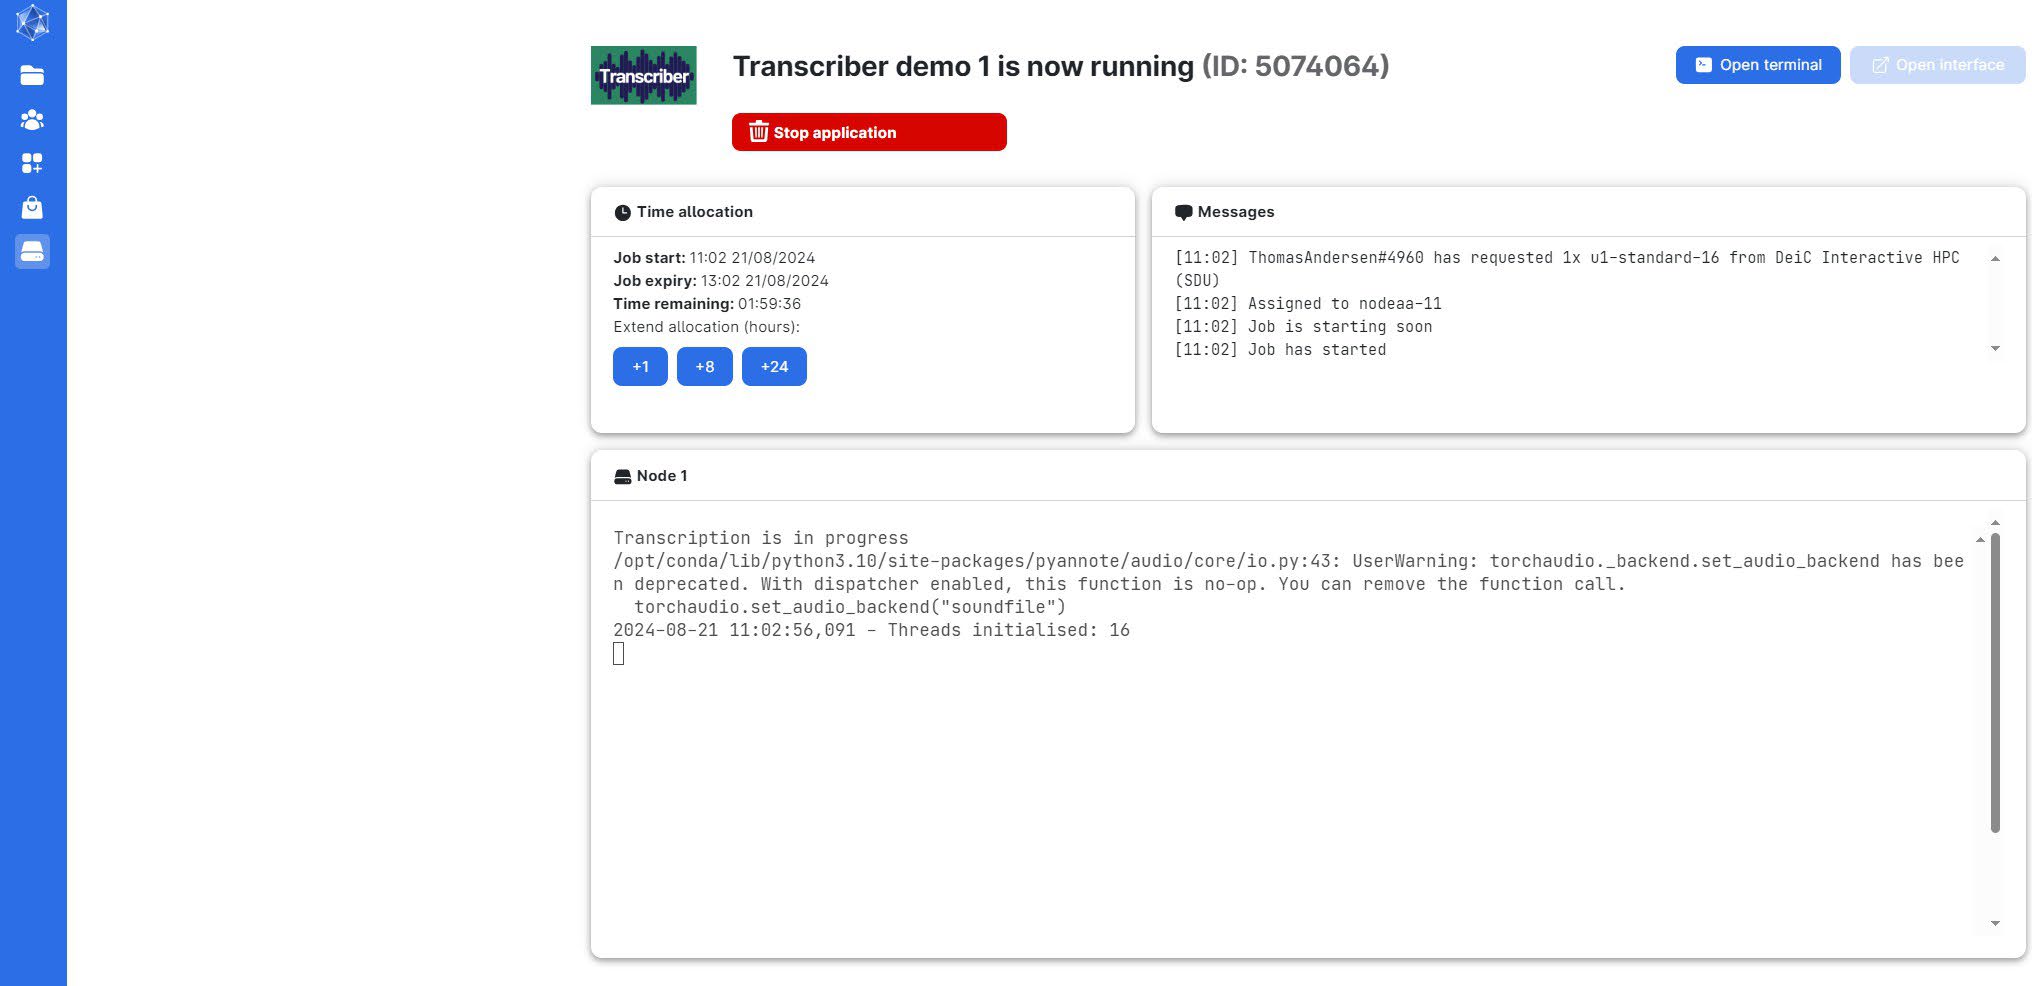 Transcriber
Transcriber demo 1 is now running (ID: 5074064)
Open terminal
Open interface
Stop application
Time allocation
Job start: 11:02 21/08/2024
Job expiry: 13:02 21/08/2024
Time remaining: 01:59:36
Extend allocation (hours):
+1
+8
+24
Messages
[11:02] ThomasAndersen#4960 has requested 1x u1-standard-16 from DeiC Interactive HPC
(SDU)
[11:02] Assigned to nodeaa-11
[11:02] Job is starting soon
[11:02] Job has started
Node 1
Transcription is in progress
/opt/conda/lib/python3.10/site-packages/pyannote/audio/core/io.py:43: UserWarning: torchaudio._backend.set_audio_backend has bee
n deprecated. With dispatcher enabled, this function is no-op. You can remove the function call.
  torchaudio.set_audio_backend("soundfile")
2024-08-21 11:02:56,091 - Threads initialised: 16